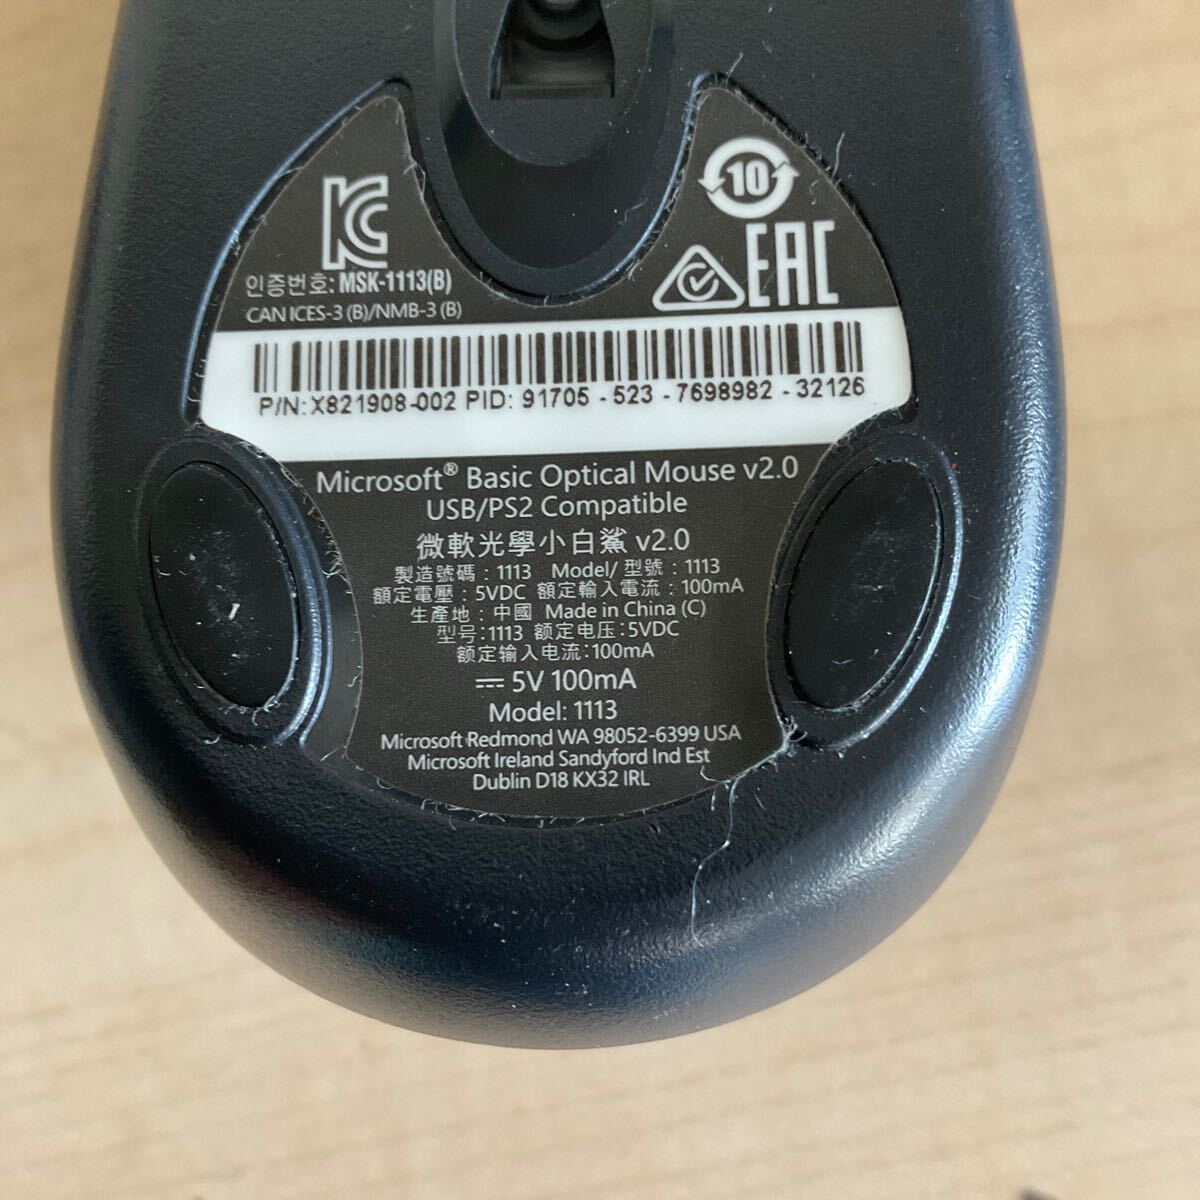 KC
10
EAC
인증번호: MSK-1113(B)
CAN ICES-3 (B)/NMB-3 (B)
P/N: X821908-002 PID: 91705 - 523 - 7698982 - 32126
Microsoft® Basic Optical Mouse v2.0
USB/PS2 Compatible
微軟光學小白鯊 v2.0
製造號碼 : 1113 Model/ 型號 : 1113
額定電壓 : 5VDC 額定輸入電流 : 100mA
生產地 : 中國 Made in China (C)
型号:1113 额定电压:5VDC
额定输入电流:100mA
5V 100mA
Model: 1113
Microsoft Redmond WA 98052-6399 USA
Microsoft Ireland Sandyford Ind Est
Dublin D18 KX32 IRL